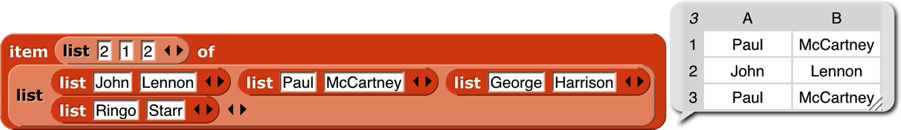 item list 2 1 2 of
list list John Lennon list Paul McCartney list George Harrison
list Ringo Starr
3 A B
1 Paul McCartney
2 John Lennon
3 Paul McCartney